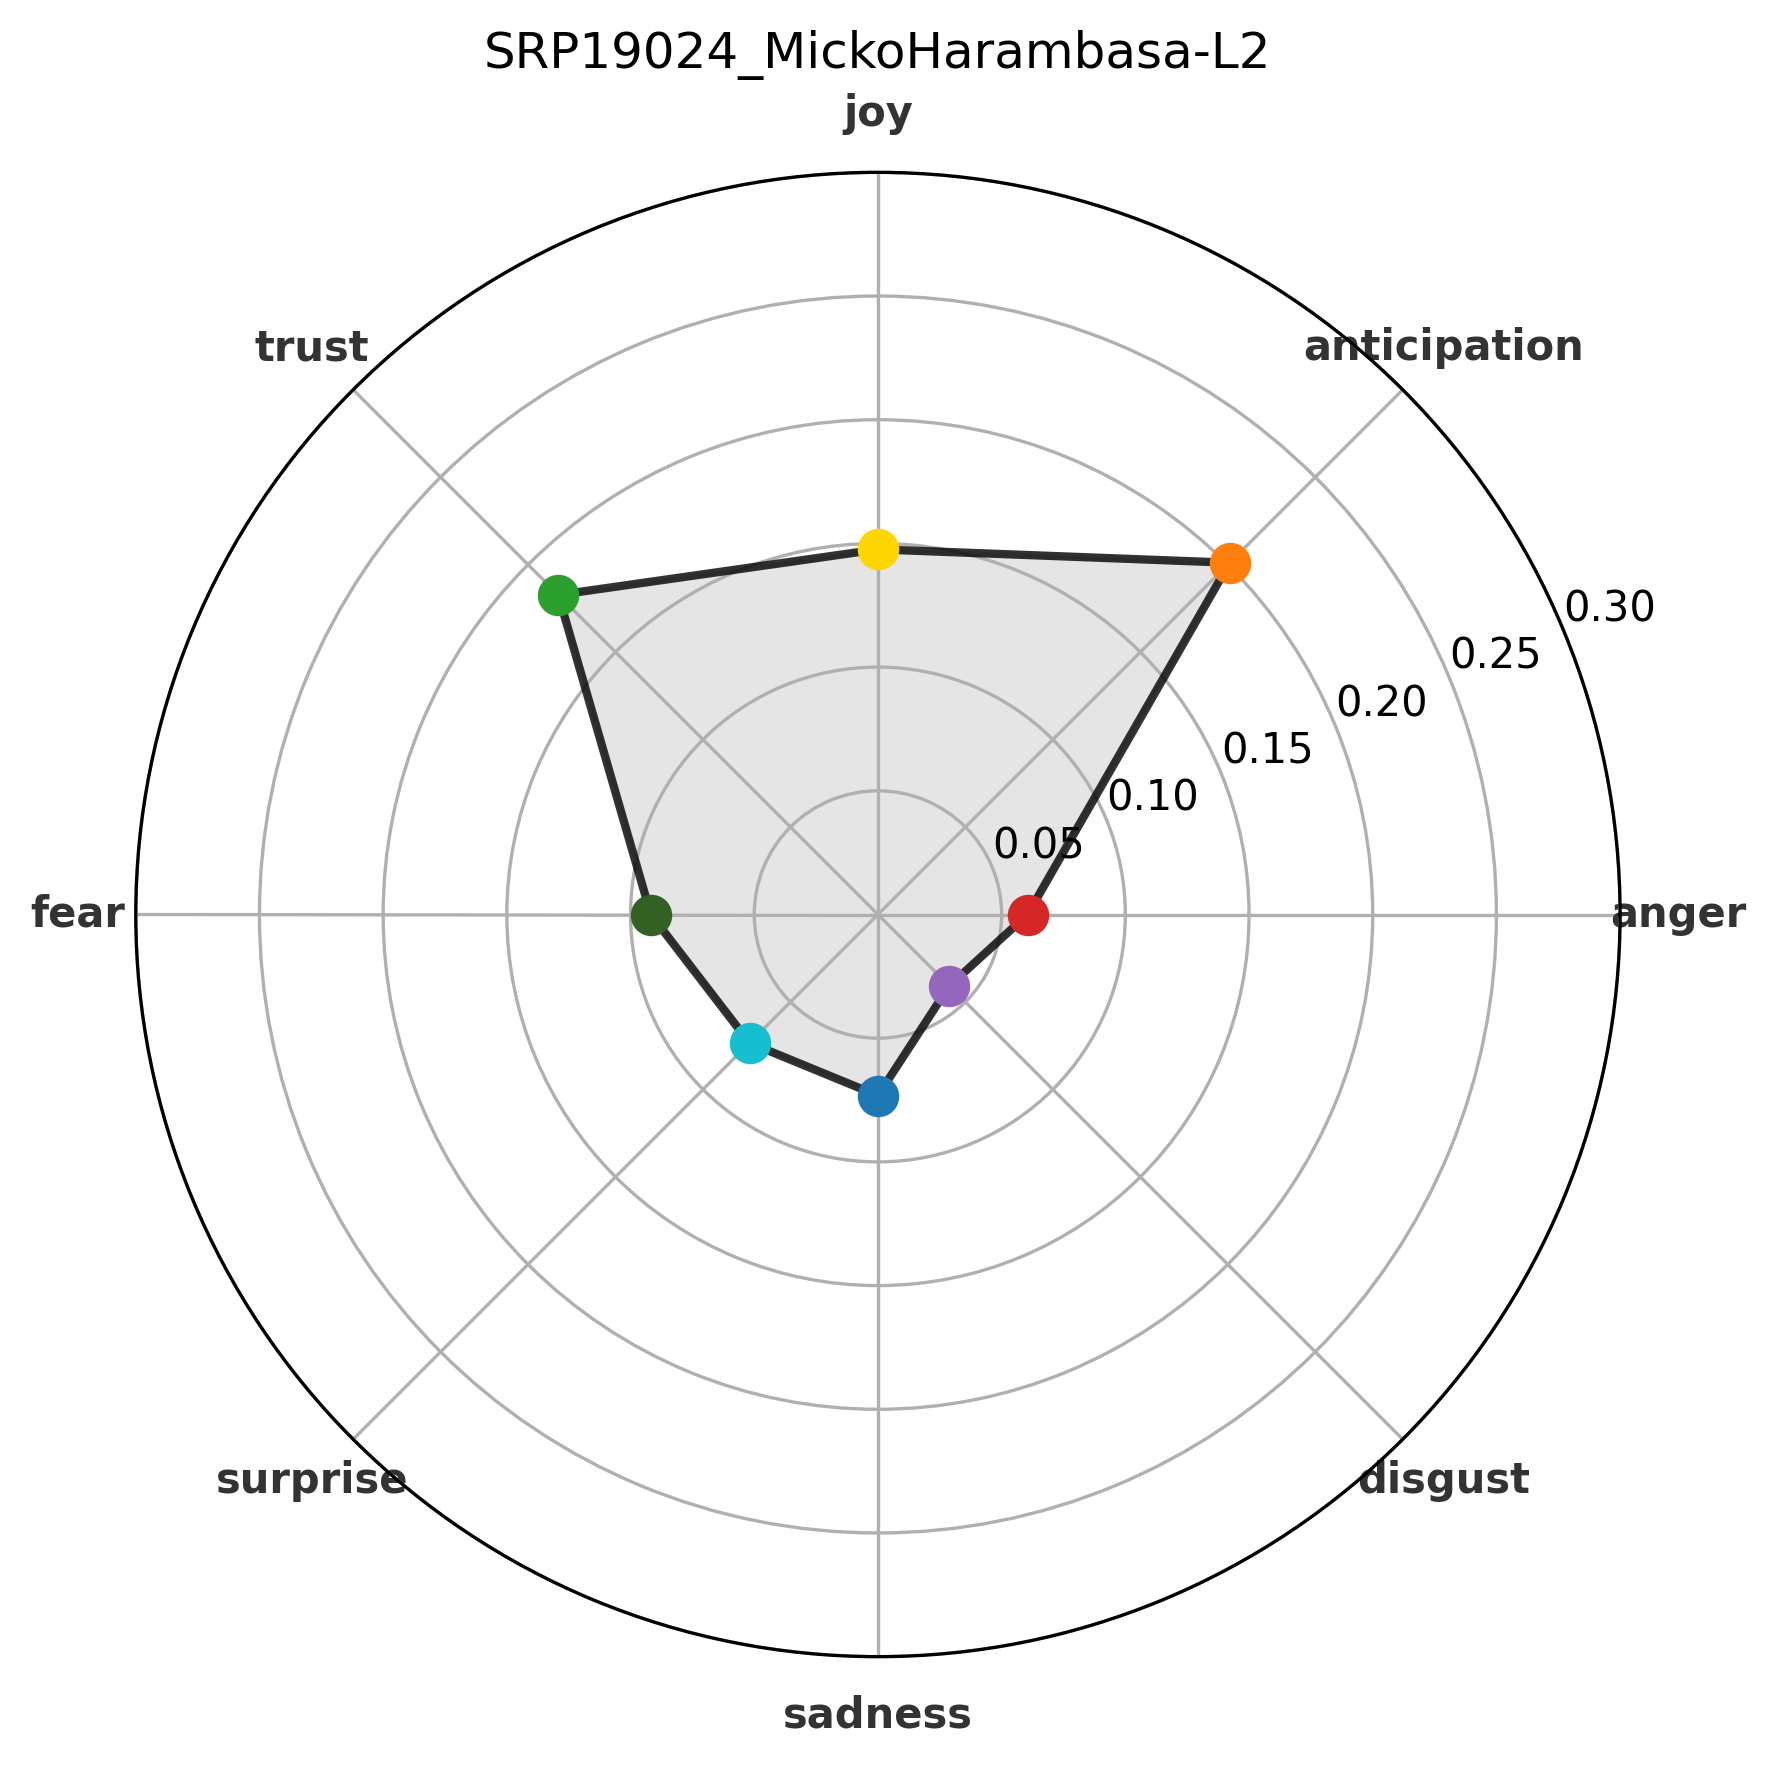 SRP19024_MickoHarambasa-L2
joy
trust
anticipation
0.30
0.25
0.20
0.15
0.10
0.05
fear
anger
surprise
disgust
sadness